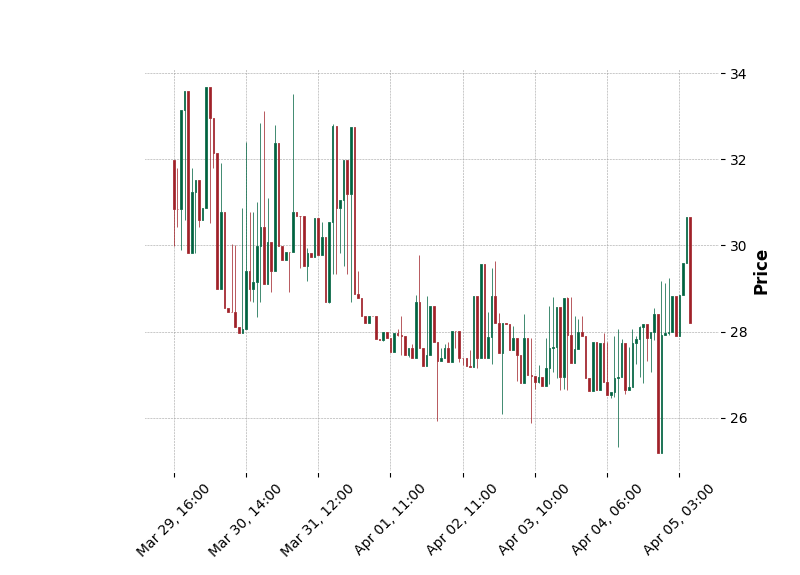 34
32
30
28
26
Price
Mar 29, 16:00
Mar 30, 14:00
Mar 31, 12:00
Apr 01, 11:00
Apr 02, 11:00
Apr 03, 10:00
Apr 04, 06:00
Apr 05, 03:00